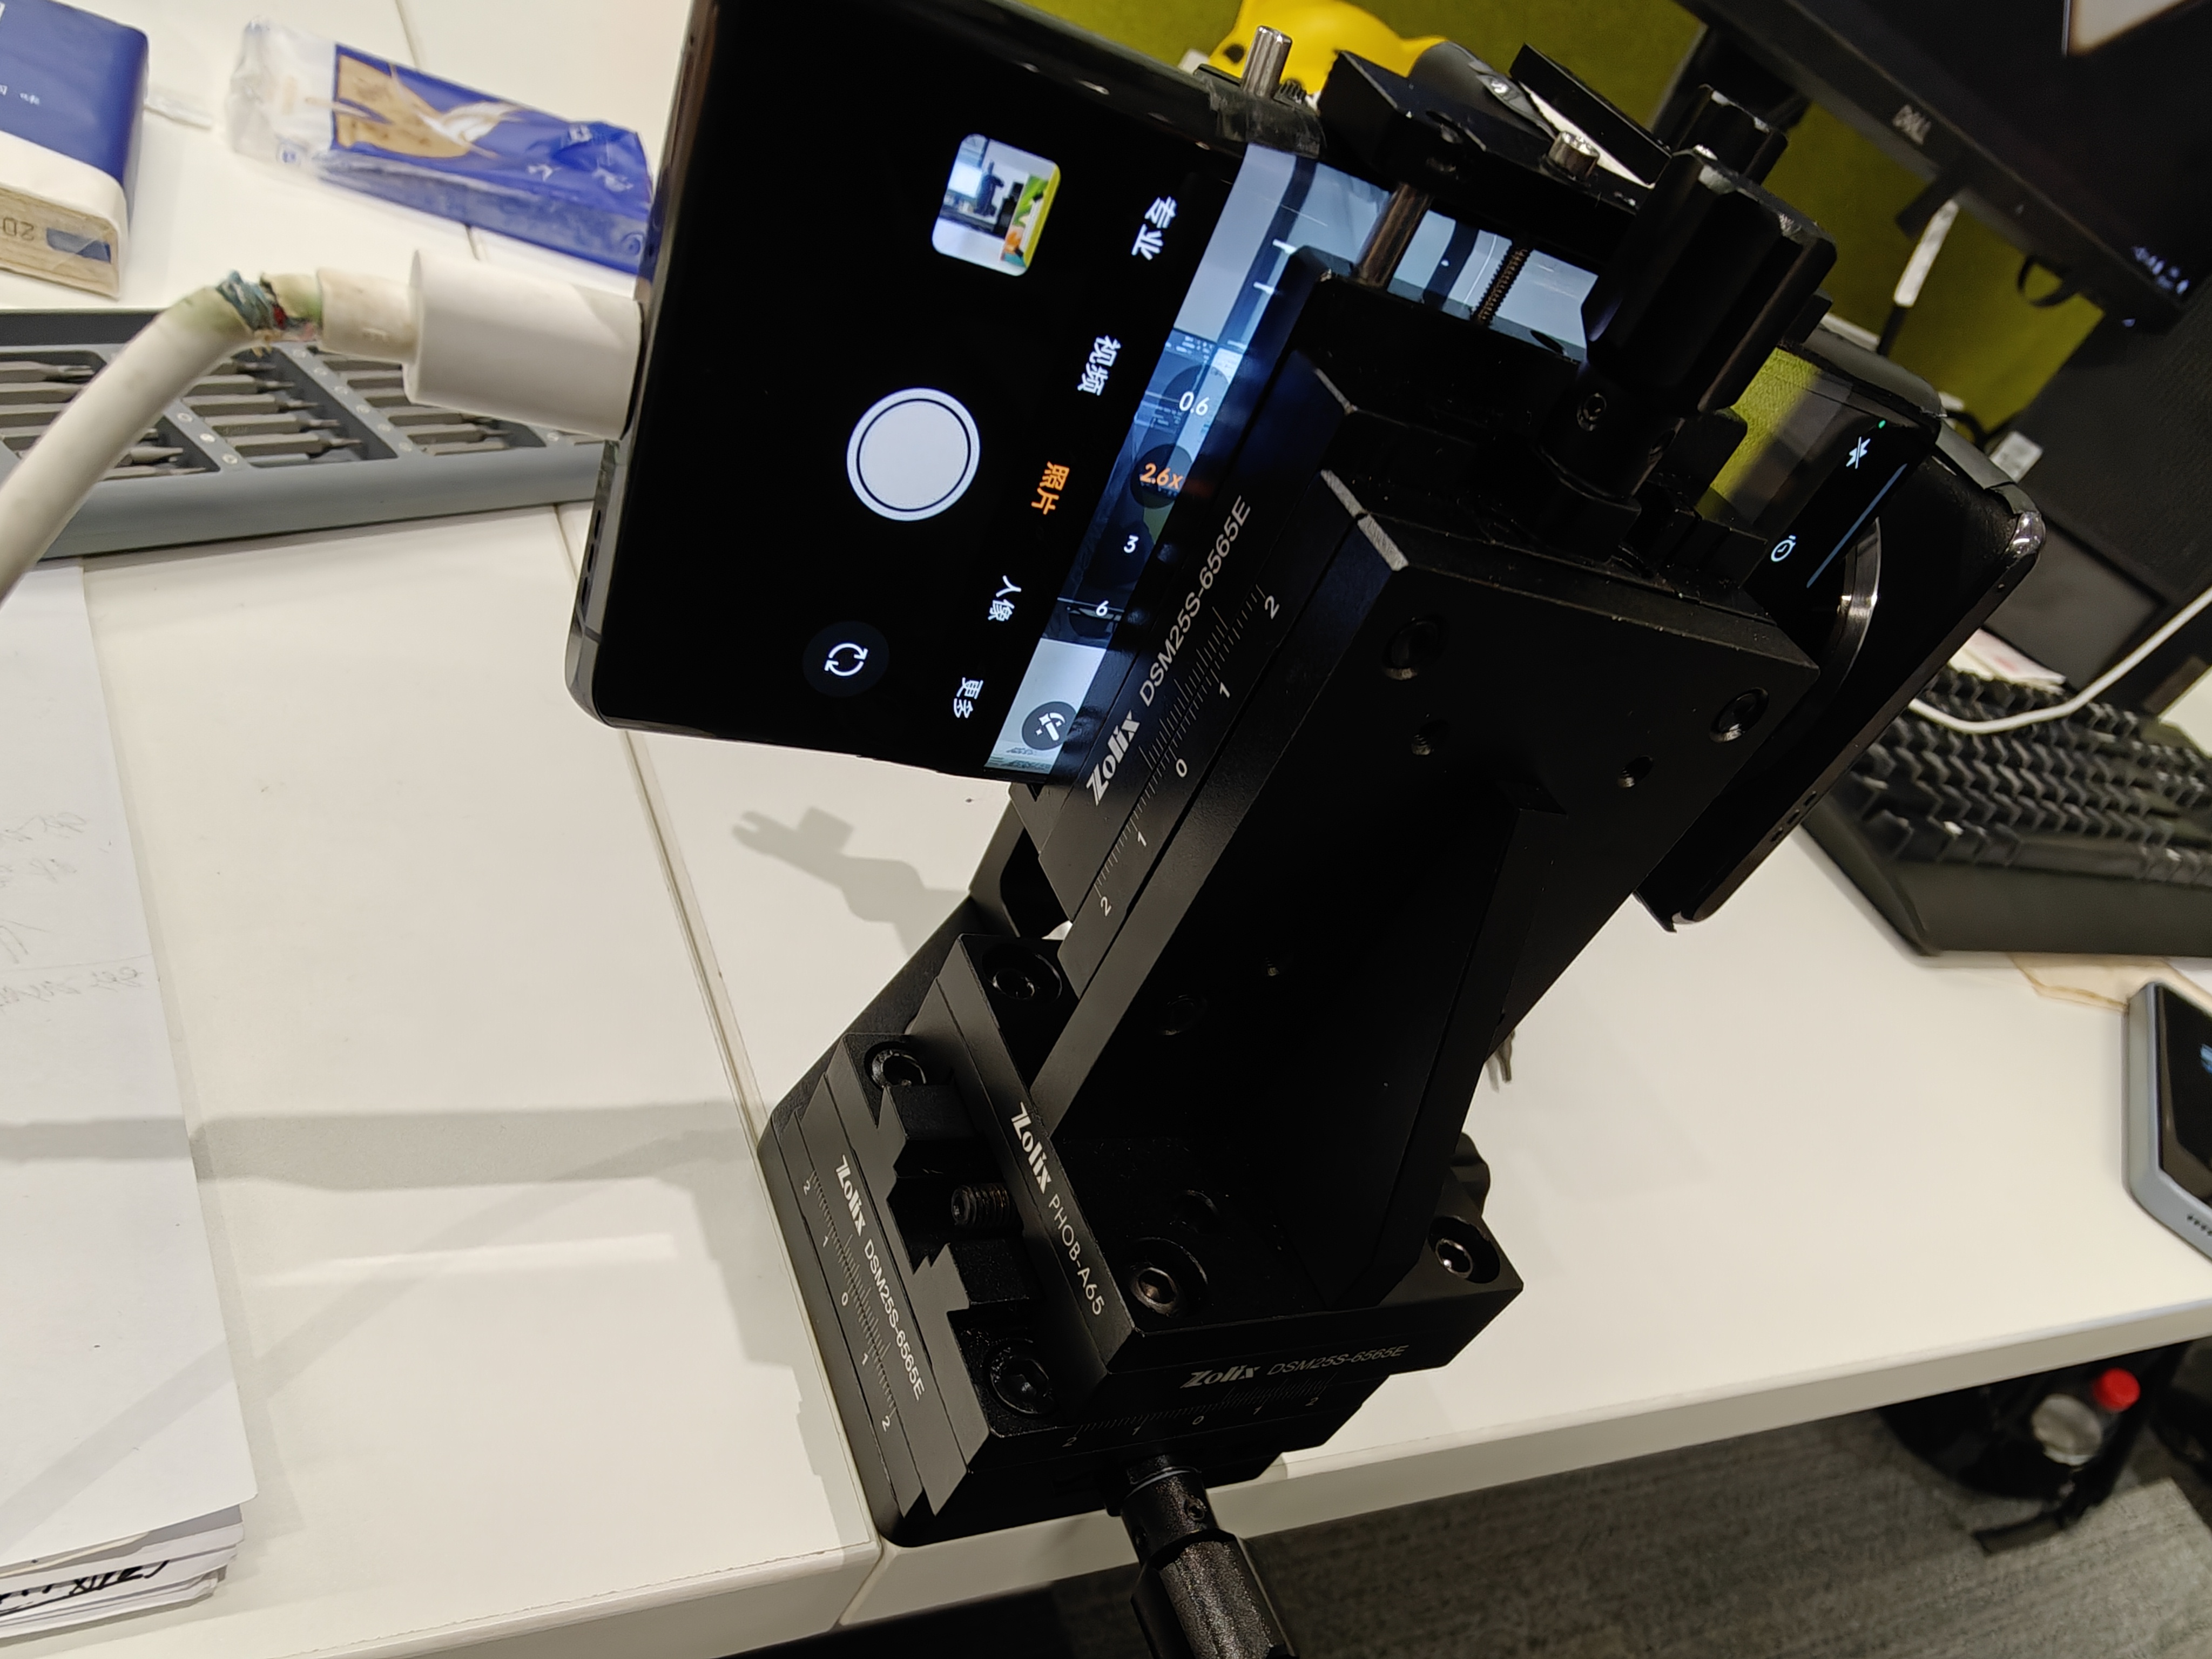 专业
视频
照片
人像
更多
0.6
2.6x
3
6
Zolix DSM25S-6565E
2 1 0 1 2
Zolix PHOB-A65
Zolix DSM25S-6565E
2 1 0 1 2
Zolix DSM25S-6565E
2 1 0 1 2
DELL
20